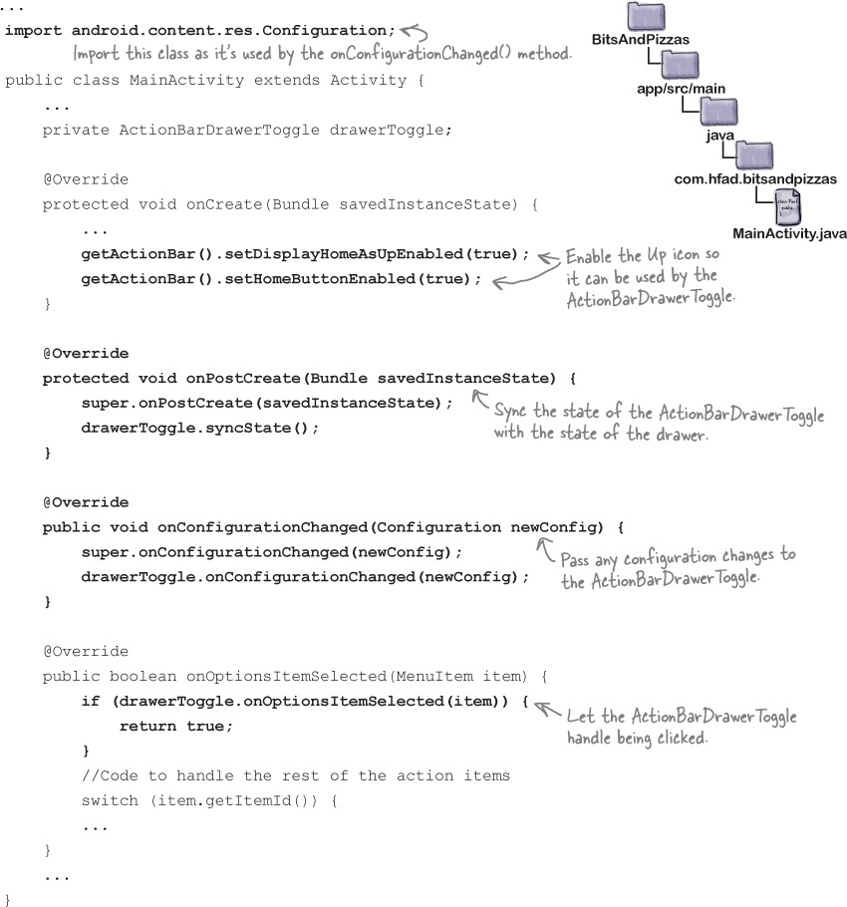 ...
import android.content.res.Configuration;
Import this class as it's used by the onConfigurationChanged() method.
public class MainActivity extends Activity {
...
private ActionBarDrawerToggle drawerToggle;
@Override
protected void onCreate(Bundle savedInstanceState) {
...
getActionBar().setDisplayHomeAsUpEnabled(true);
getActionBar().setHomeButtonEnabled(true);
}
Enable the Up icon so
it can be used by the
ActionBarDrawerToggle.
@Override
protected void onPostCreate(Bundle savedInstanceState) {
super.onPostCreate(savedInstanceState);
drawerToggle.syncState();
}
Sync the state of the ActionBarDrawerToggle
with the state of the drawer.
@Override
public void onConfigurationChanged(Configuration newConfig) {
super.onConfigurationChanged(newConfig);
drawerToggle.onConfigurationChanged(newConfig);
}
Pass any configuration changes to
the ActionBarDrawerToggle.
@Override
public boolean onOptionsItemSelected(MenuItem item) {
if (drawerToggle.onOptionsItemSelected(item)) {
return true;
}
Let the ActionBarDrawerToggle
handle being clicked.
//Code to handle the rest of the action items
switch (item.getItemId()) {
...
}
...
}
BitsAndPizzas
app/src/main
java
com.hfad.bitsandpizzas
MainActivity.java